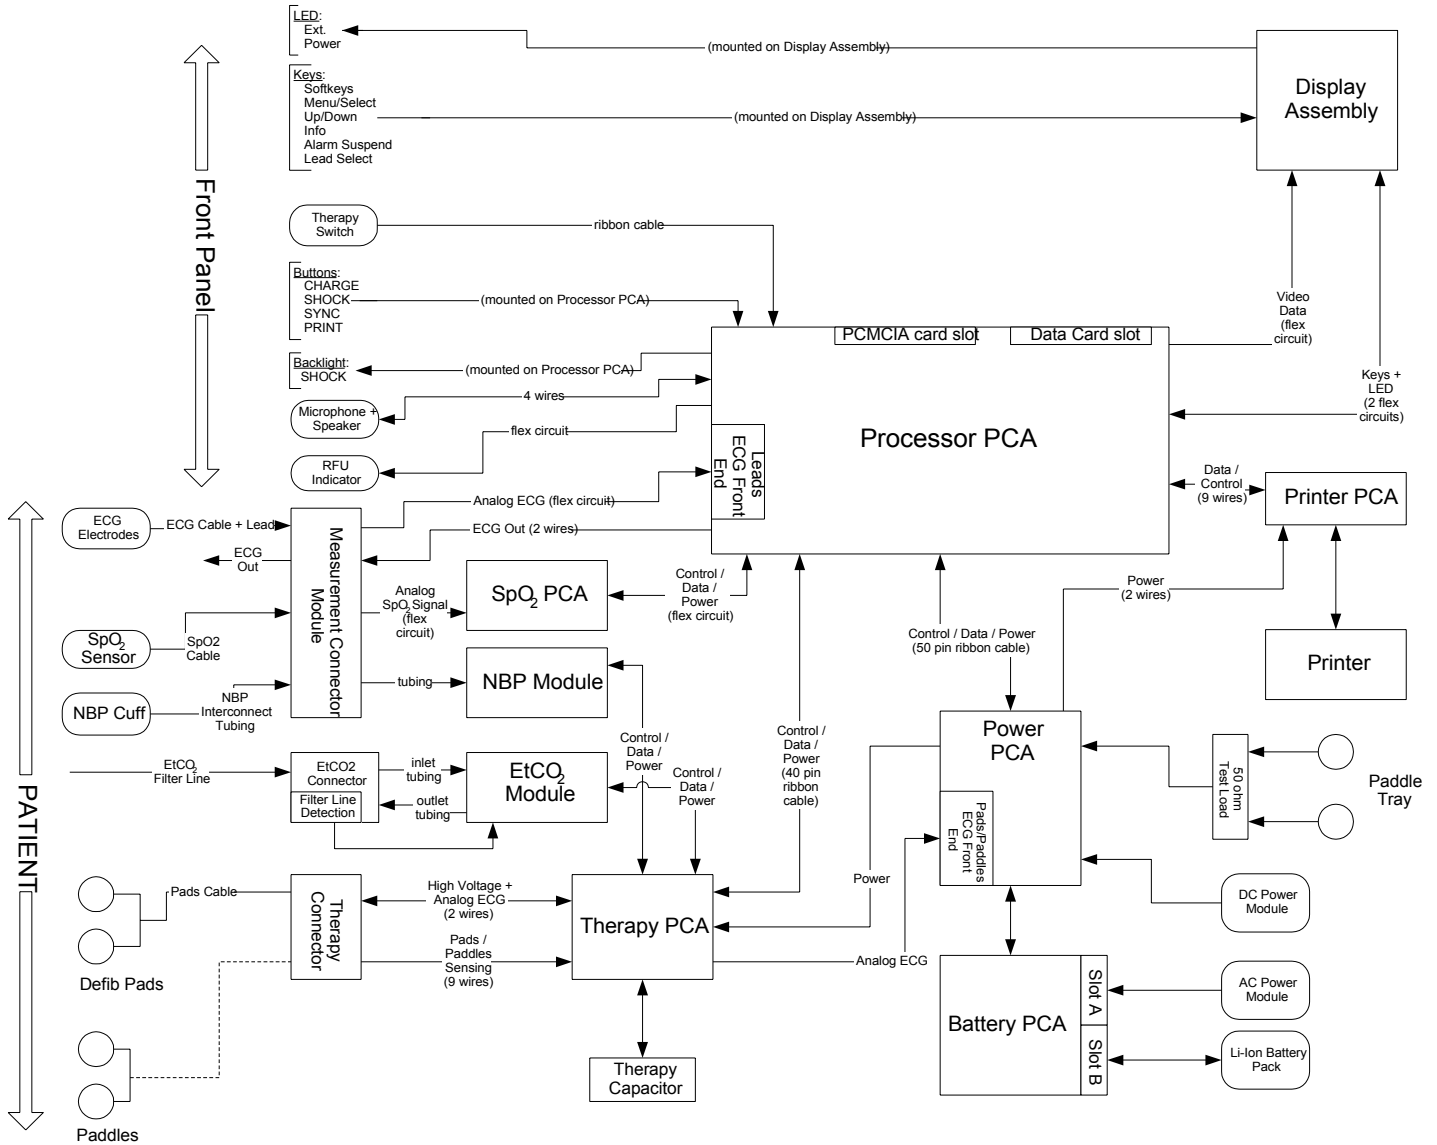 LED:
Ext.
Power
(mounted on Display Assembly)
Display
Assembly
Keys:
Softkeys
Menu/Select
Up/Down
Info
Alarm Suspend
Lead Select
(mounted on Display Assembly)
Front Panel
Therapy
Switch
ribbon cable
Buttons:
CHARGE
SHOCK
SYNC
PRINT
(mounted on Processor PCA)
Backlight:
SHOCK
(mounted on Processor PCA)
Microphone +
Speaker
4 wires
RFU
Indicator
flex circuit
PCMCIA card slot
Data Card slot
Processor PCA
Leads
ECG Front
End
Video
Data
(flex
circuit)
Keys +
LED
(2 flex
circuits)
Data /
Control
(9 wires)
Printer PCA
Printer
Power
(2 wires)
PATIENT
ECG
Electrodes
ECG Cable + Lead
ECG
Out
Analog ECG (flex circuit)
ECG Out (2 wires)
Measurement Connector
Module
SpO2
Sensor
SpO2
Cable
Analog
SpO2 Signal
(flex
circuit)
SpO2 PCA
Control /
Data /
Power
(flex circuit)
NBP Cuff
NBP
Interconnect
Tubing
tubing
NBP Module
Control /
Data /
Power
EtCO2
Filter Line
EtCO2
Connector
Filter Line
Detection
inlet
tubing
outlet
tubing
EtCO2
Module
Control /
Data /
Power
Control /
Data /
Power
(40 pin
ribbon
cable)
Control / Data / Power
(50 pin ribbon cable)
Power
PCA
Pads/Paddles
ECG Front
End
50 ohm
Test Load
Paddle
Tray
Power
DC Power
Module
Pads Cable
Defib Pads
Therapy
Connector
High Voltage +
Analog ECG
(2 wires)
Pads /
Paddles
Sensing
(9 wires)
Therapy PCA
Analog ECG
Battery PCA
Slot A
Slot B
AC Power
Module
Li-Ion Battery
Pack
Therapy
Capacitor
Paddles